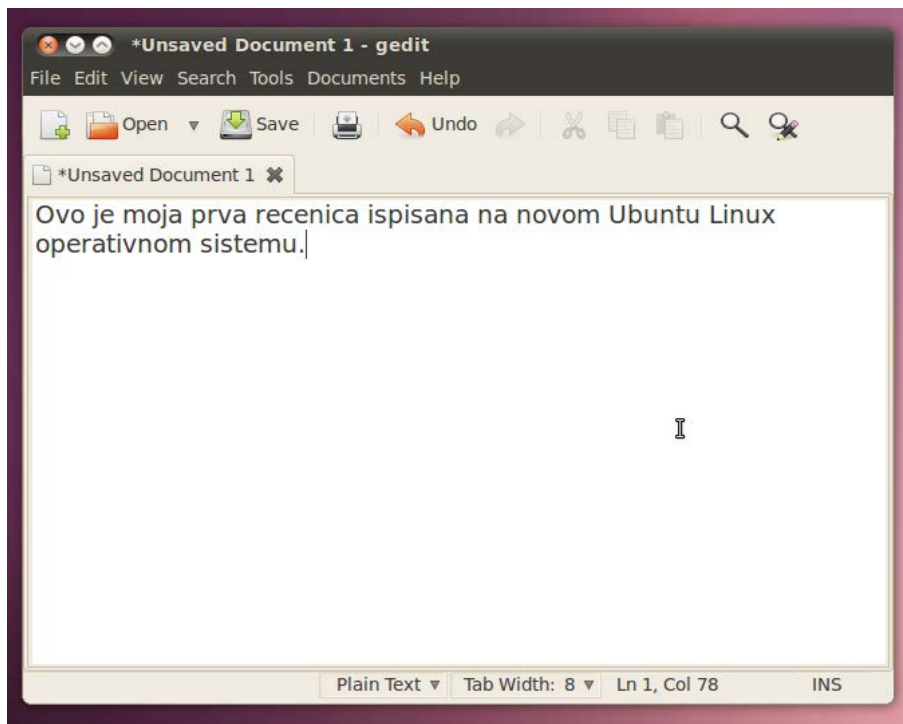 *Unsaved Document 1 - gedit
File Edit View Search Tools Documents Help
Open Save Undo
*Unsaved Document 1
Ovo je moja prva recenica ispisana na novom Ubuntu Linux
operativnom sistemu.
Plain Text Tab Width: 8 Ln 1, Col 78 INS